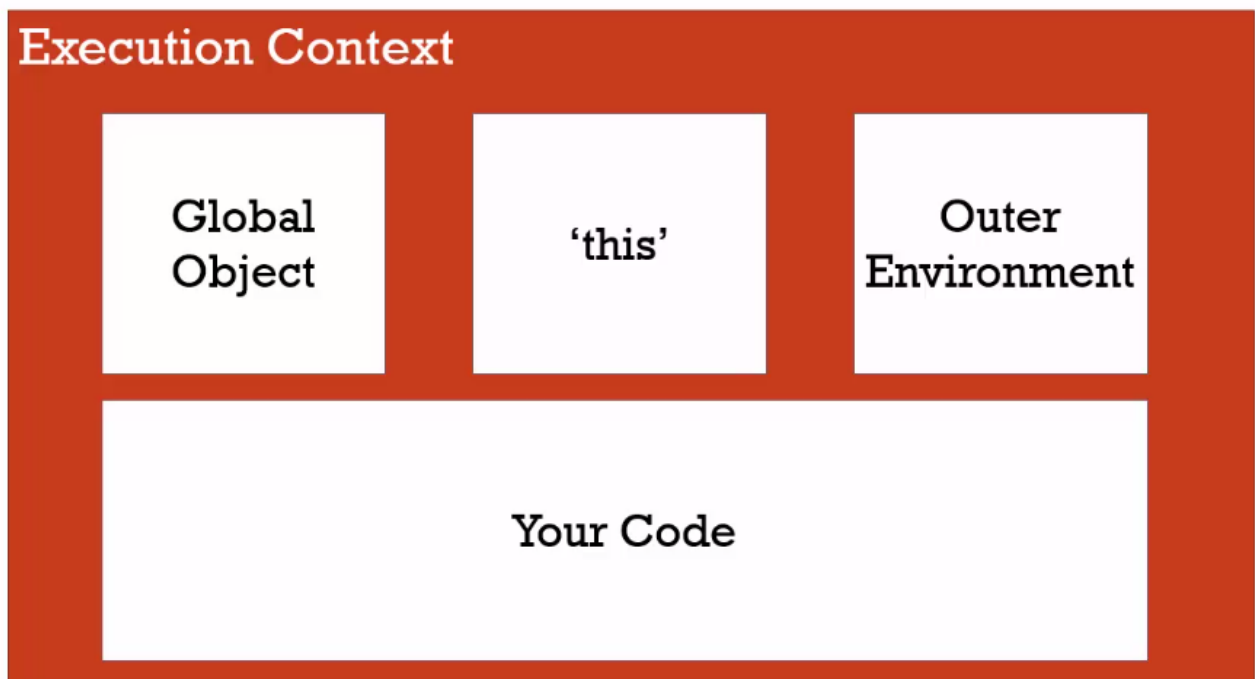 Execution Context
Global
Object
‘this’
Outer
Environment
Your Code